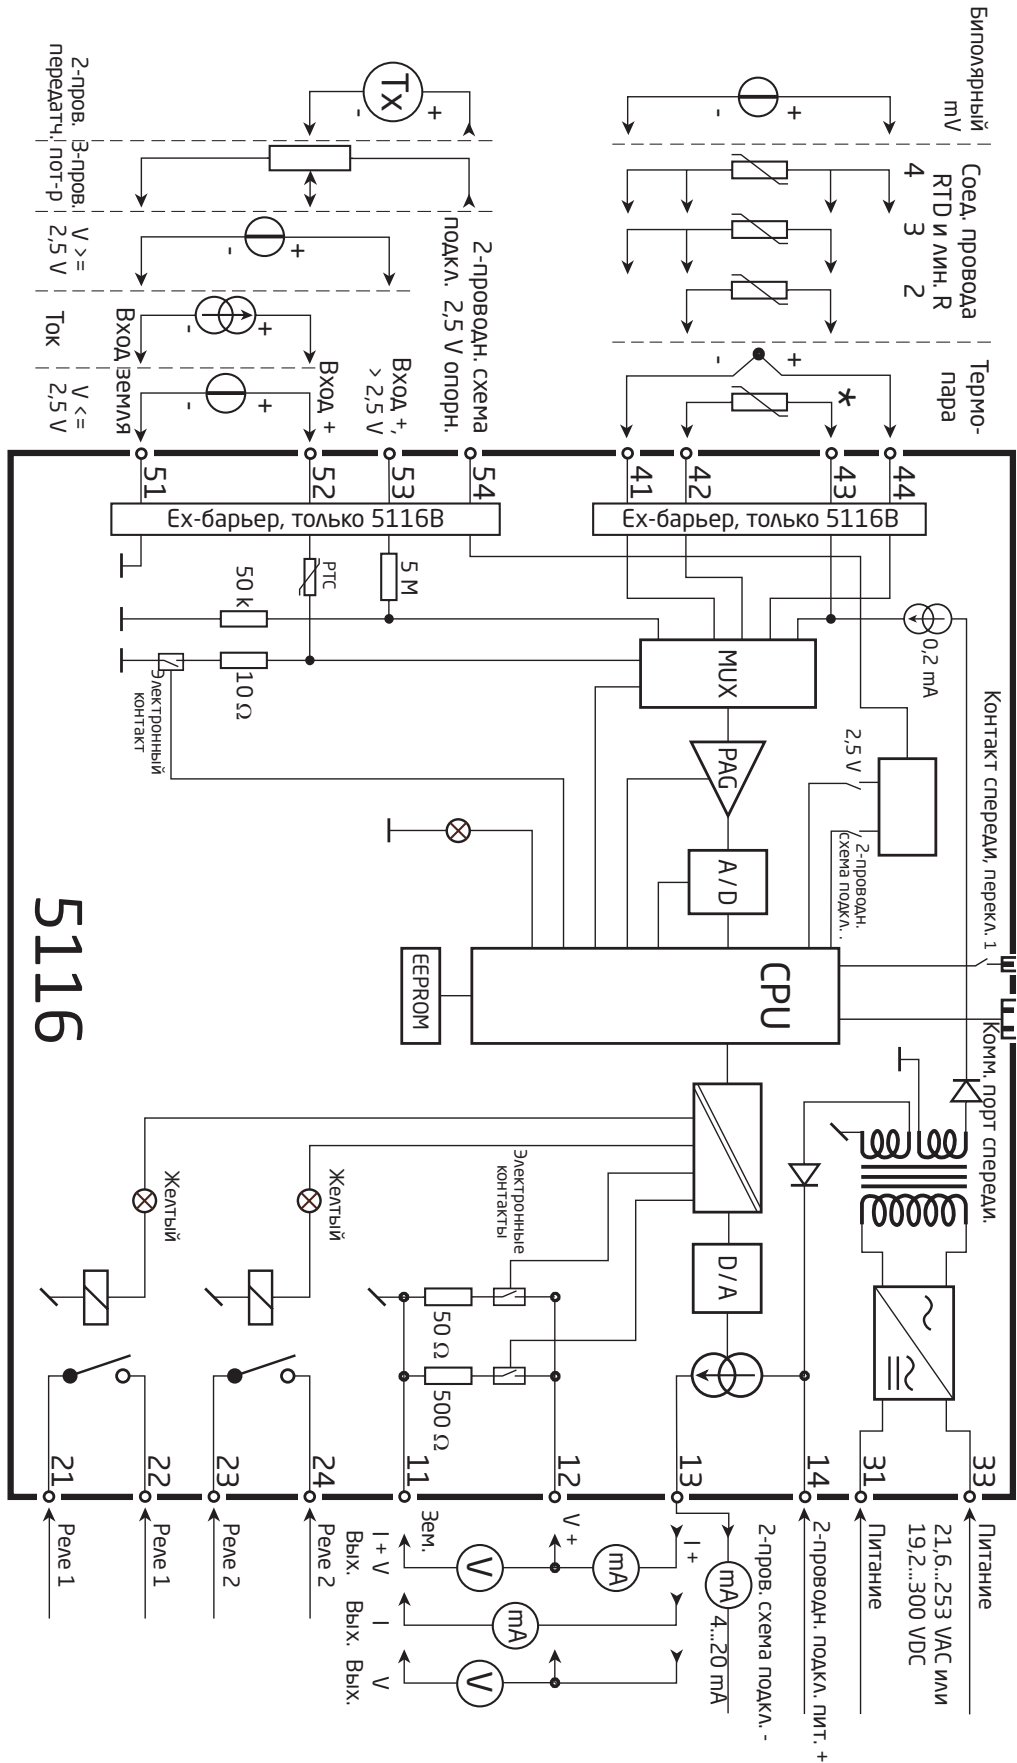 Биполярный
mV
-
+
Соед. провода
RTD и лин. R
4
3
2
Термо-
пара
-
+
*
2-пров.
передатч.
Tx
-
+
3-пров.
пот-р
V >=
2,5 V
-
+
Ток
-
+
V <=
2,5 V
-
+
Вход земля
Вход +
Вход +,
> 2,5 V
2-проводн. схема
подкл. 2,5 V опорн.
51
52
53
54
41
42
43
44
Ex-барьер, только 5116B
Ex-барьер, только 5116B
PTC
5 M
50 k
10 Ω
Электронный
контакт
0,2 mA
MUX
PAG
A / D
2,5 V
2-проводн.
схема подкл. .
Контакт спереди, перекл. 1
CPU
EEPROM
5116
Комм. порт спереди.
Желтый
Желтый
Электронные
контакты
D / A
50 Ω
500 Ω
21
22
23
24
11
12
13
14
31
33
Реле 1
Реле 1
Реле 2
Реле 2
Зем.
V +
I +
V
mA
I + V
Вых.
mA
I
Вых.
V
V
Вых.
mA
4...20 mA
2-пров. схема подкл. -
2-проводн. подкл. пит. +
Питание
Питание
21,6...253 VAC или
19,2...300 VDC